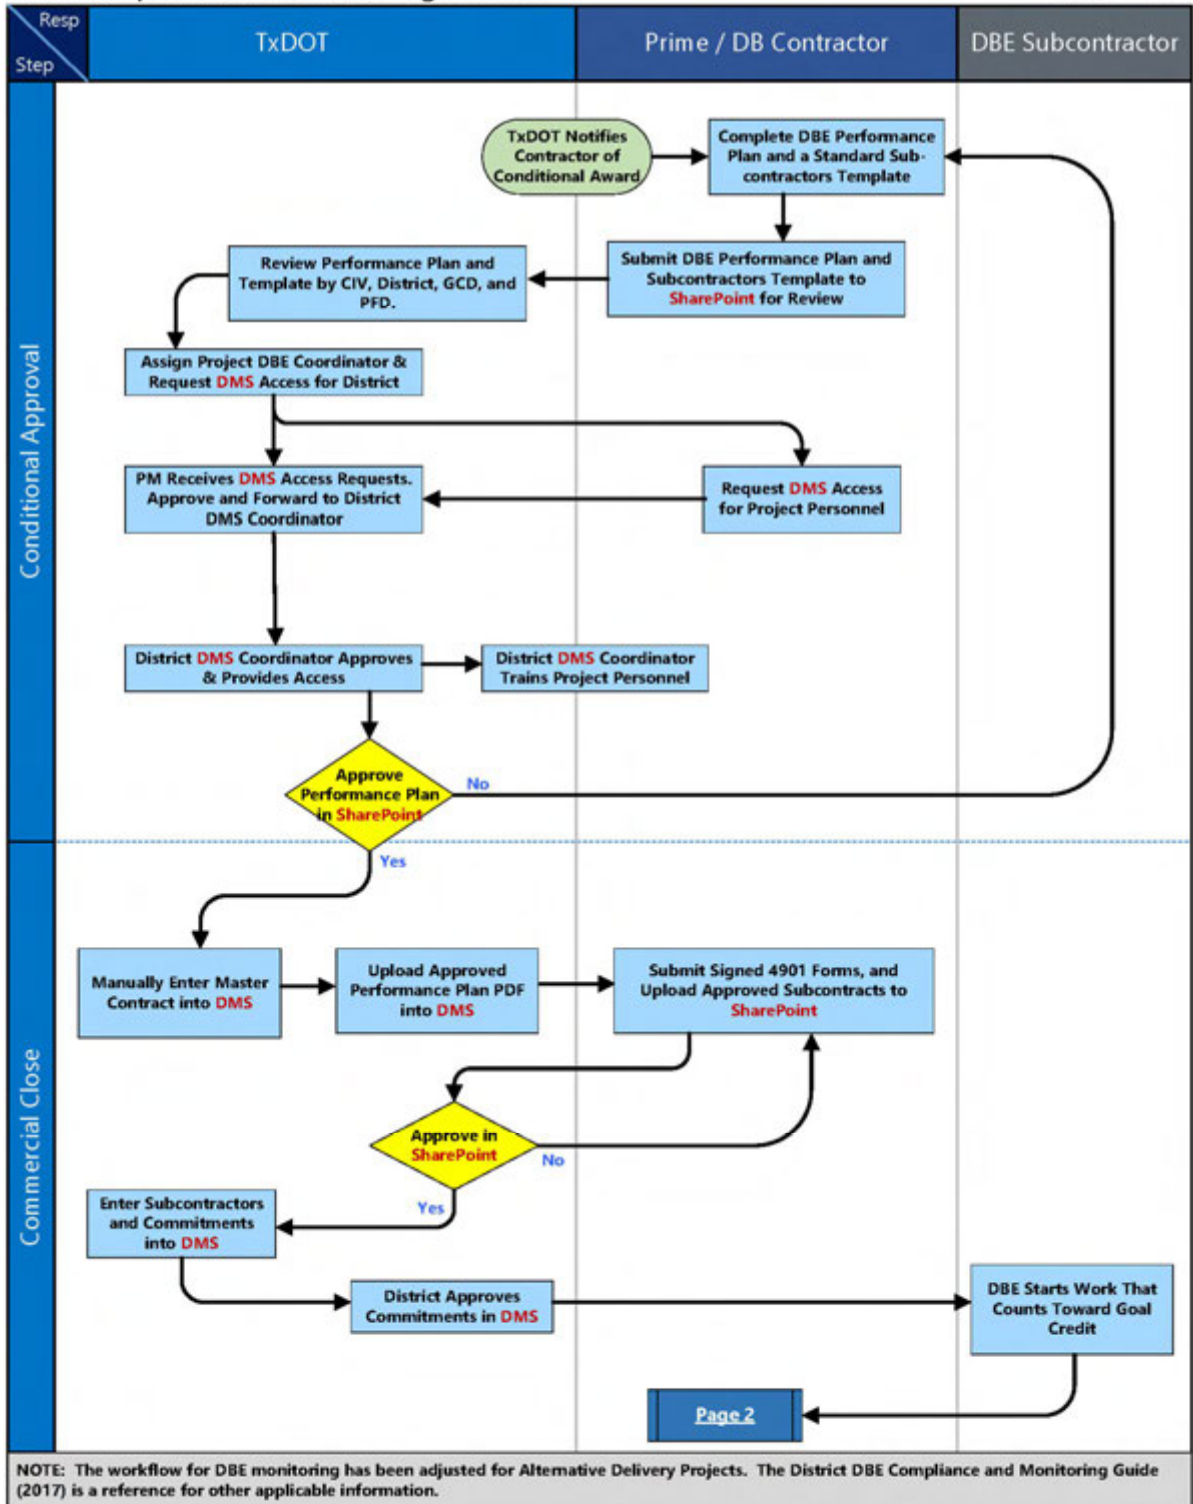 Resp
Step
TxDOT
Prime / DB Contractor
DBE Subcontractor
Conditional Approval
TxDOT Notifies
Contractor of
Conditional Award
Complete DBE Performance
Plan and a Standard Sub-
contractors Template
Submit DBE Performance Plan and
Subcontractors Template to
SharePoint for Review
Review Performance Plan and
Template by CIV, District, GCD, and
PFD.
Assign Project DBE Coordinator &
Request DMS Access for District
PM Receives DMS Access Requests.
Approve and Forward to District
DMS Coordinator
Request DMS Access
for Project Personnel
District DMS Coordinator Approves
& Provides Access
District DMS Coordinator
Trains Project Personnel
Approve
Performance Plan
in SharePoint
No
Yes
Commercial Close
Manually Enter Master
Contract into DMS
Upload Approved
Performance Plan PDF
into DMS
Submit Signed 4901 Forms, and
Upload Approved Subcontracts to
SharePoint
Approve in
SharePoint
No
Yes
Enter Subcontractors
and Commitments
into DMS
District Approves
Commitments in DMS
DBE Starts Work That
Counts Toward Goal
Credit
Page 2
NOTE: The workflow for DBE monitoring has been adjusted for Alternative Delivery Projects. The District DBE Compliance and Monitoring Guide
(2017) is a reference for other applicable information.